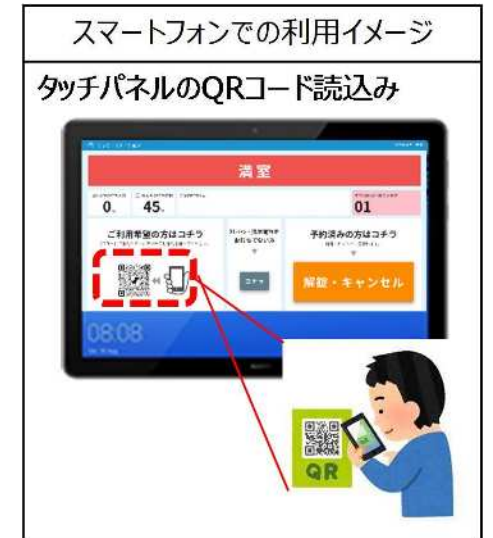 スマートフォンでの利用イメージ
タッチパネルのQRコード読込み
満室
0
45
01
ご利用希望の方はコチラ
予約済みの方はコチラ
コチラ
解錠・キャンセル
08:08
QR